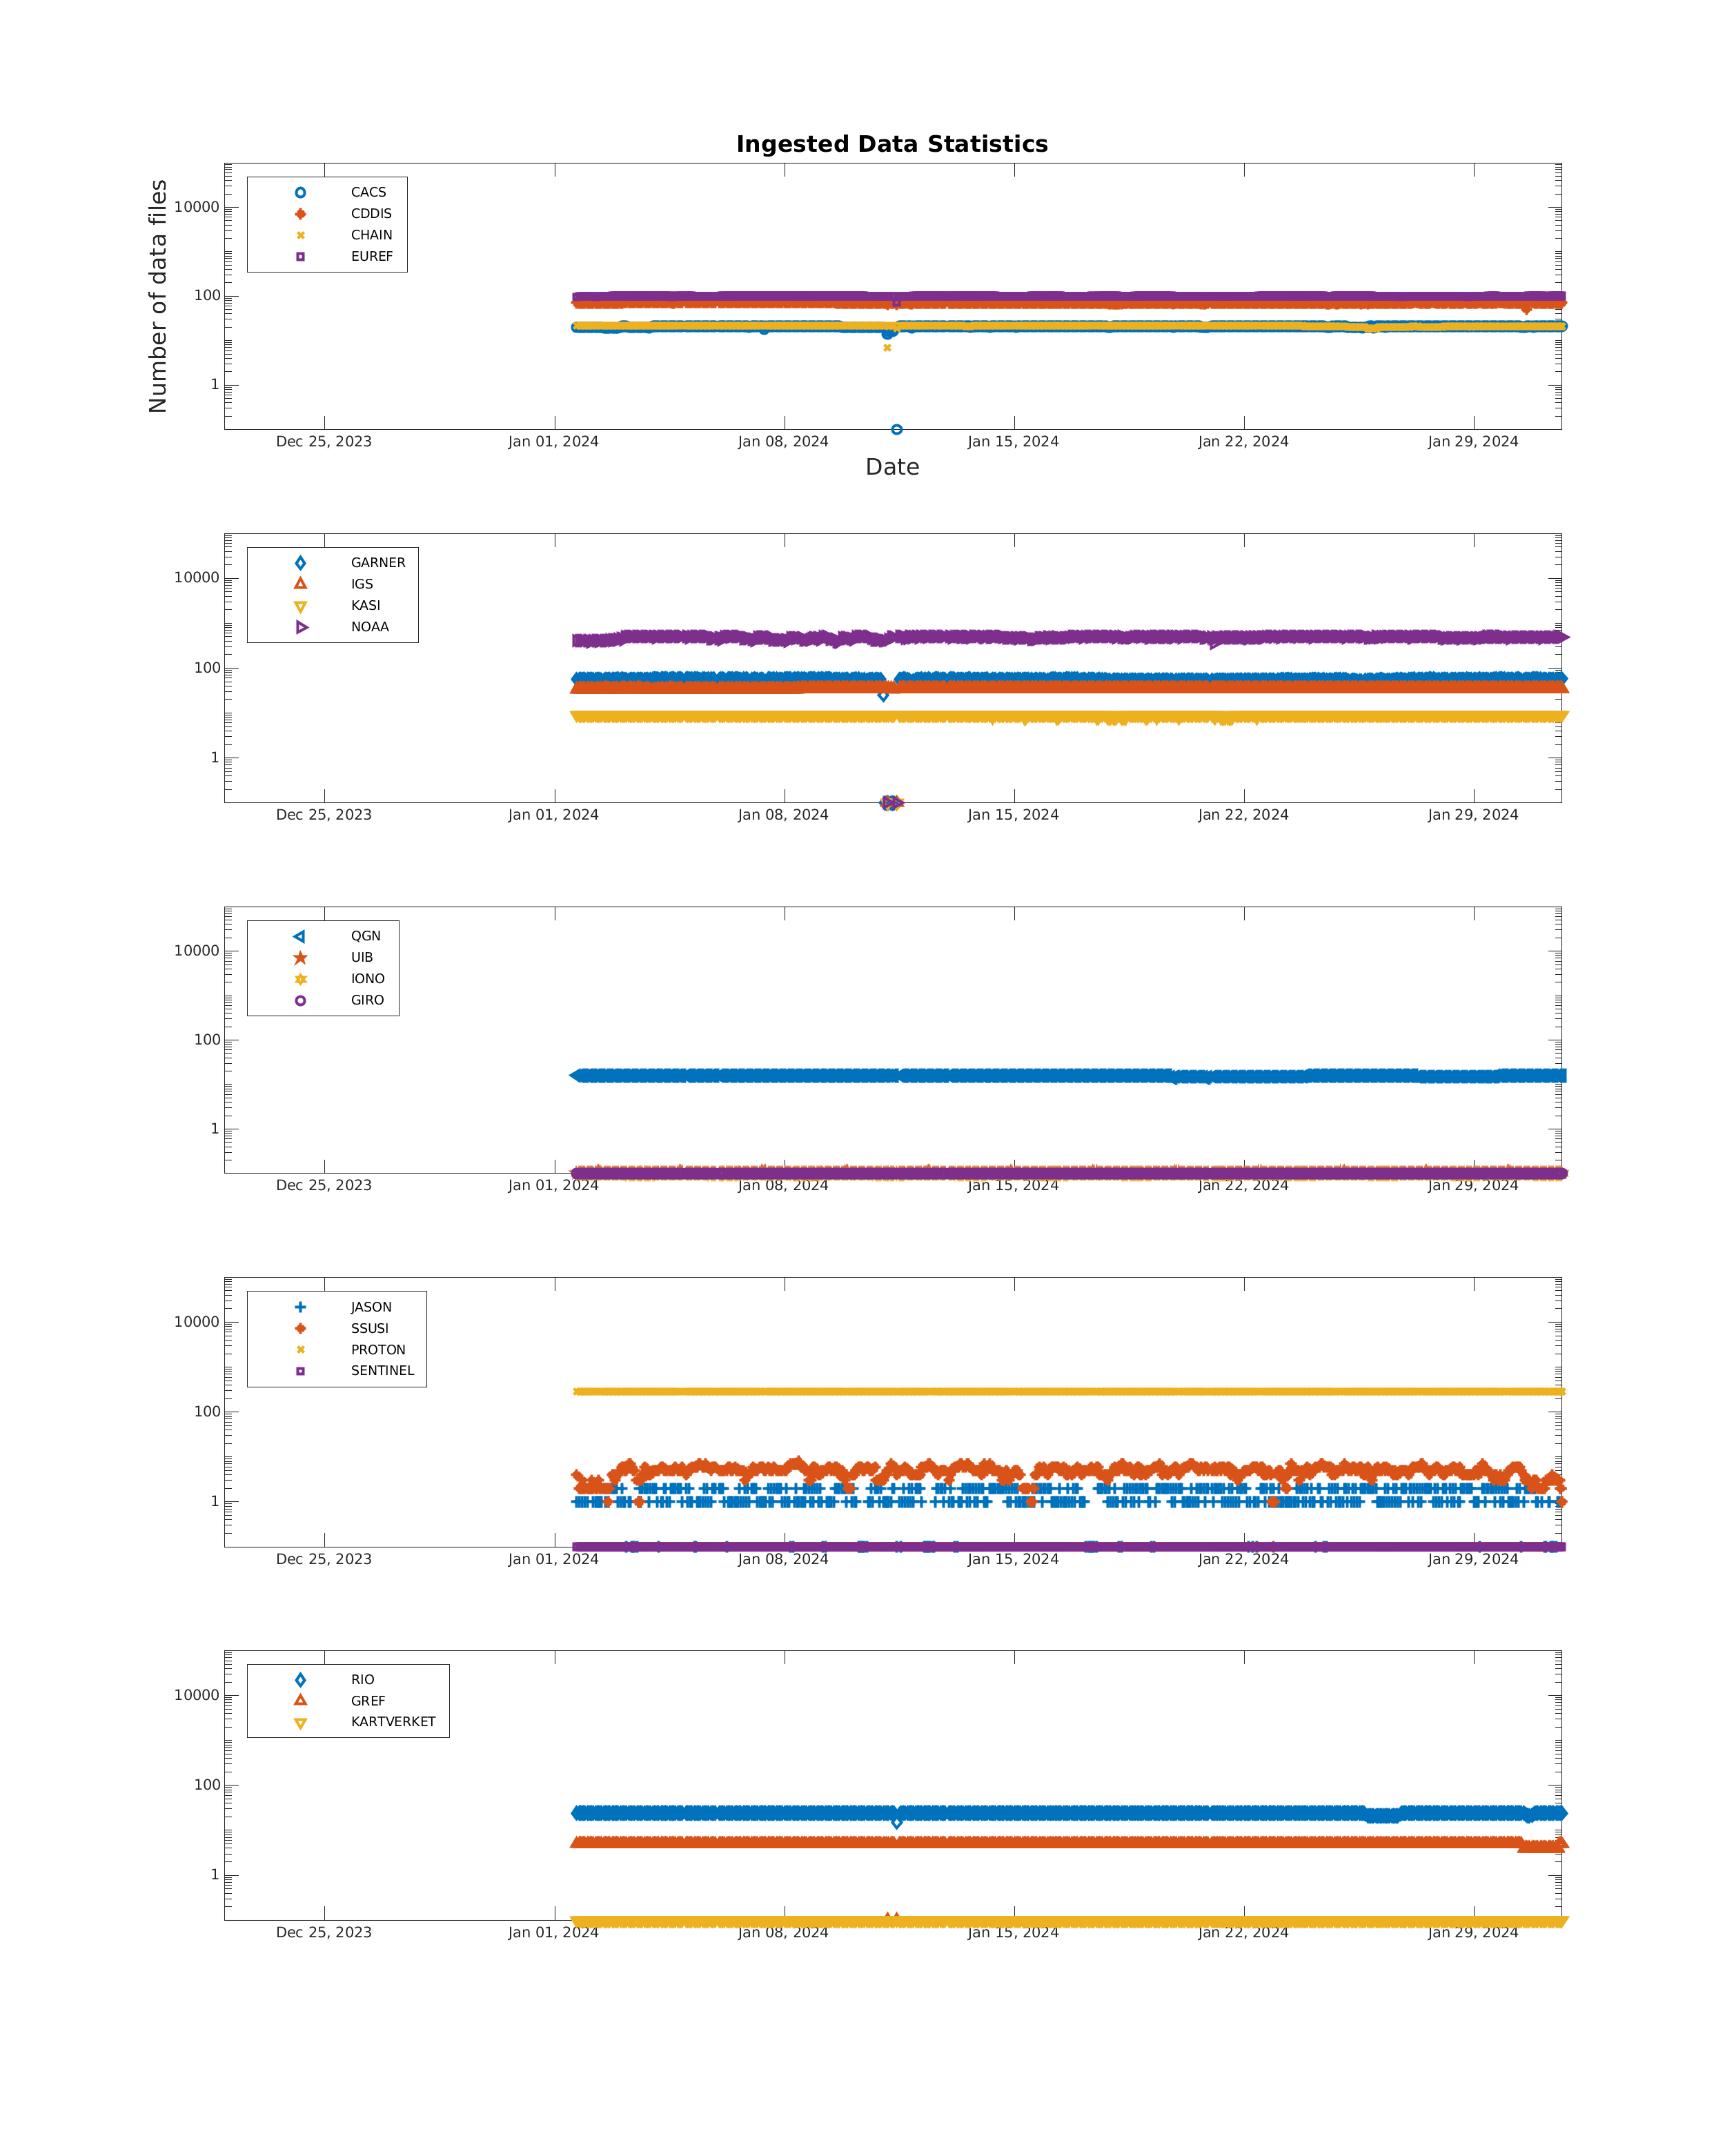 Ingested Data Statistics
Number of data files
10000
100
1
CACS
CDDIS
CHAIN
EUREF
Dec 25, 2023 Jan 01, 2024 Jan 08, 2024 Jan 15, 2024 Jan 22, 2024 Jan 29, 2024
Date
10000
100
1
GARNER
IGS
KASI
NOAA
Dec 25, 2023 Jan 01, 2024 Jan 08, 2024 Jan 15, 2024 Jan 22, 2024 Jan 29, 2024
10000
100
1
QGN
UIB
IONO
GIRO
Dec 25, 2023 Jan 01, 2024 Jan 08, 2024 Jan 15, 2024 Jan 22, 2024 Jan 29, 2024
10000
100
1
JASON
SSUSI
PROTON
SENTINEL
Dec 25, 2023 Jan 01, 2024 Jan 08, 2024 Jan 15, 2024 Jan 22, 2024 Jan 29, 2024
10000
100
1
RIO
GREF
KARTVERKET
Dec 25, 2023 Jan 01, 2024 Jan 08, 2024 Jan 15, 2024 Jan 22, 2024 Jan 29, 2024